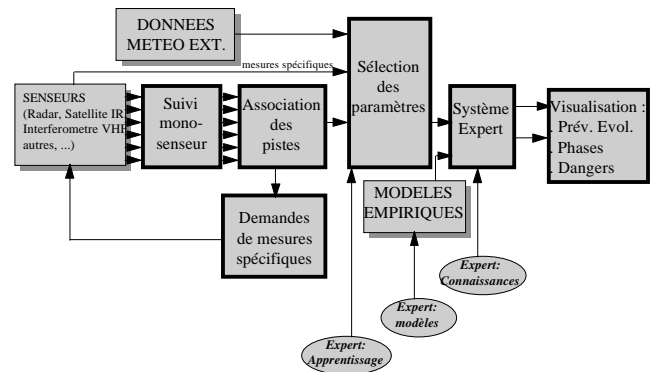 DONNEES
METEO EXT.
mesures spécifiques
SENSEURS
(Radar, Satellite IR,
Interferometre VHF
autres, ...)
Suivi
mono-
senseur
Association
des
pistes
Sélection
des
paramètres
Système
Expert
Visualisation :
. Prév. Evol.
. Phases
. Dangers
Demandes
de mesures
spécifiques
MODELES
EMPIRIQUES
Expert:
Connaissances
Expert:
modèles
Expert:
Apprentissage